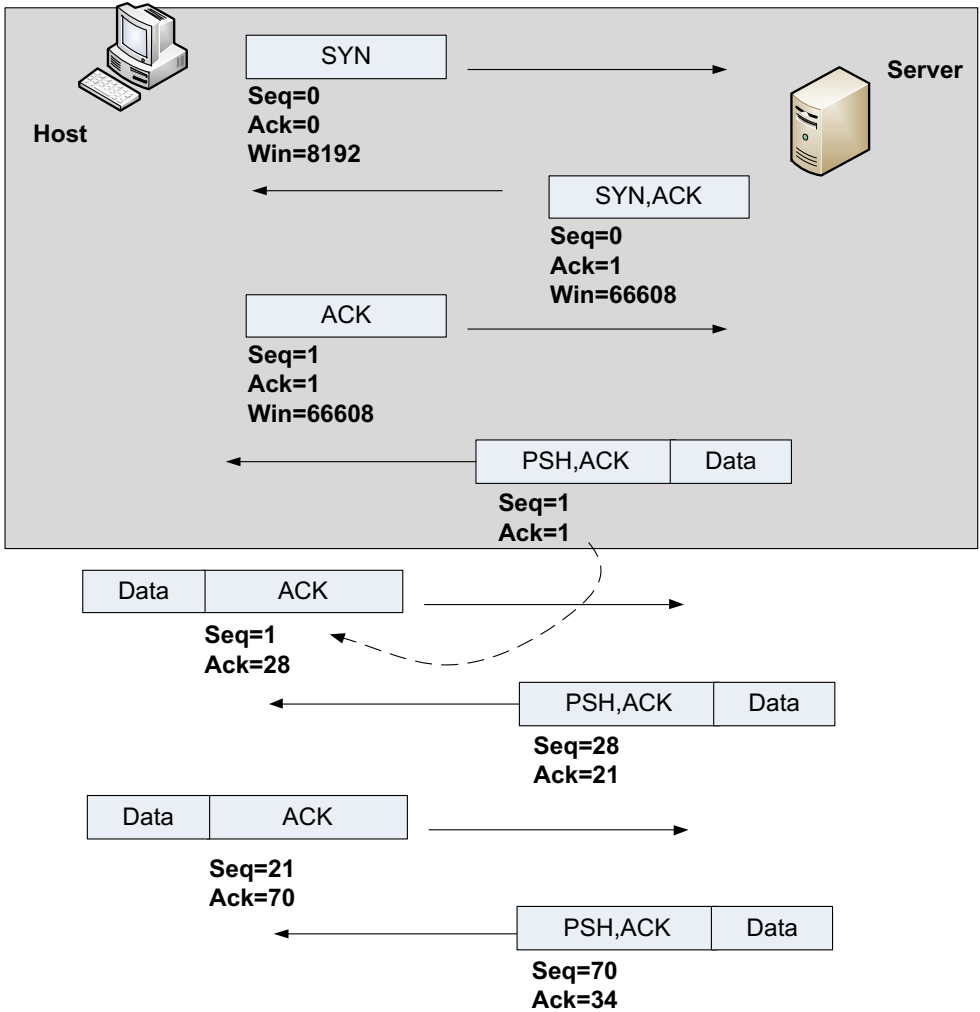 SYN
Server
Seq=0
Ack=0
Win=8192
Host
SYN,ACK
Seq=0
Ack=1
Win=66608
ACK
Seq=1
Ack=1
Win=66608
PSH,ACK Data
Seq=1
Ack=1
Data ACK
Seq=1
Ack=28
PSH,ACK Data
Seq=28
Ack=21
Data ACK
Seq=21
Ack=70
PSH,ACK Data
Seq=70
Ack=34